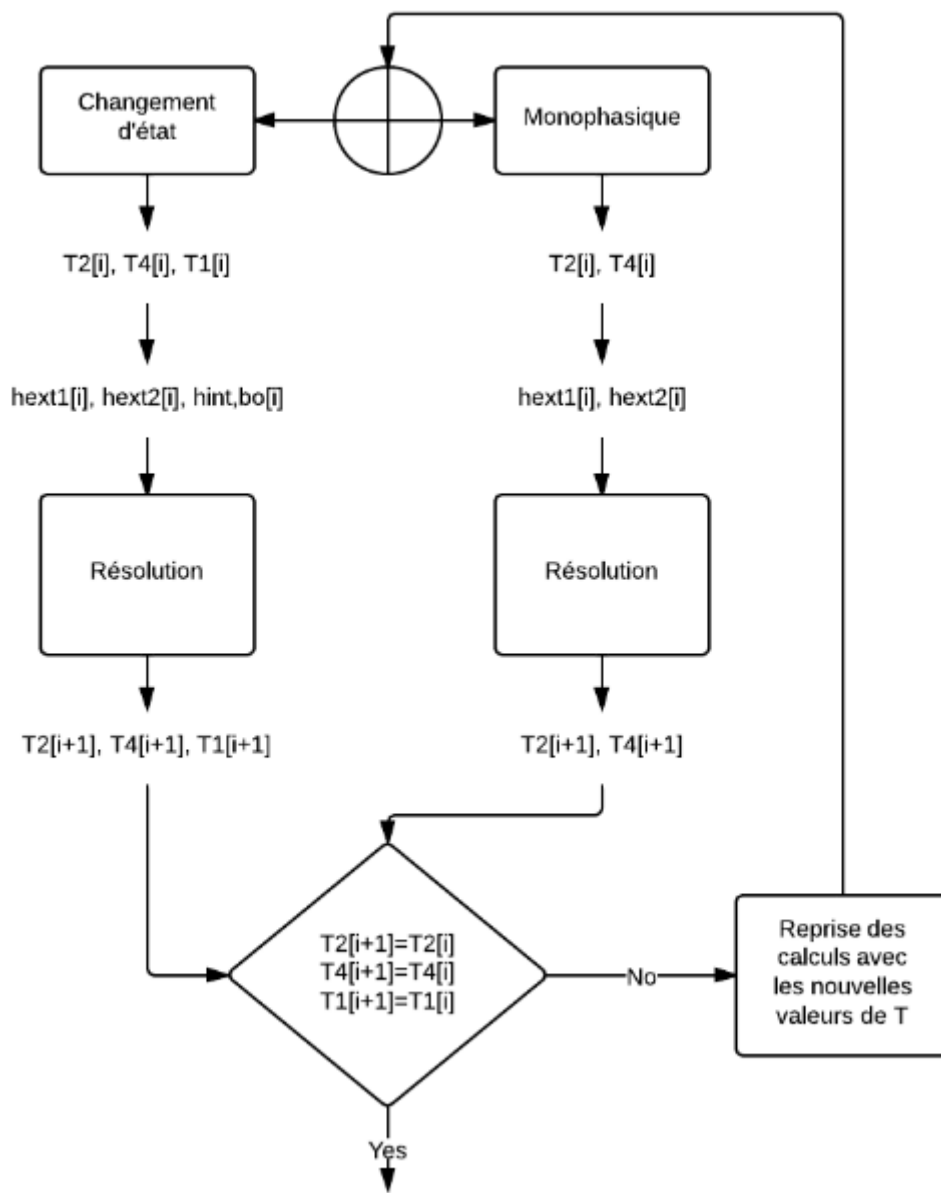 Changement
d'état
Monophasique
T2[i], T4[i], T1[i]
T2[i], T4[i]
hext1[i], hext2[i], hint,bo[i]
hext1[i], hext2[i]
Résolution
Résolution
T2[i+1], T4[i+1], T1[i+1]
T2[i+1], T4[i+1]
T2[i+1]=T2[i]
T4[i+1]=T4[i]
T1[i+1]=T1[i]
No
Reprise des
calculs avec
les nouvelles
valeurs de T
Yes